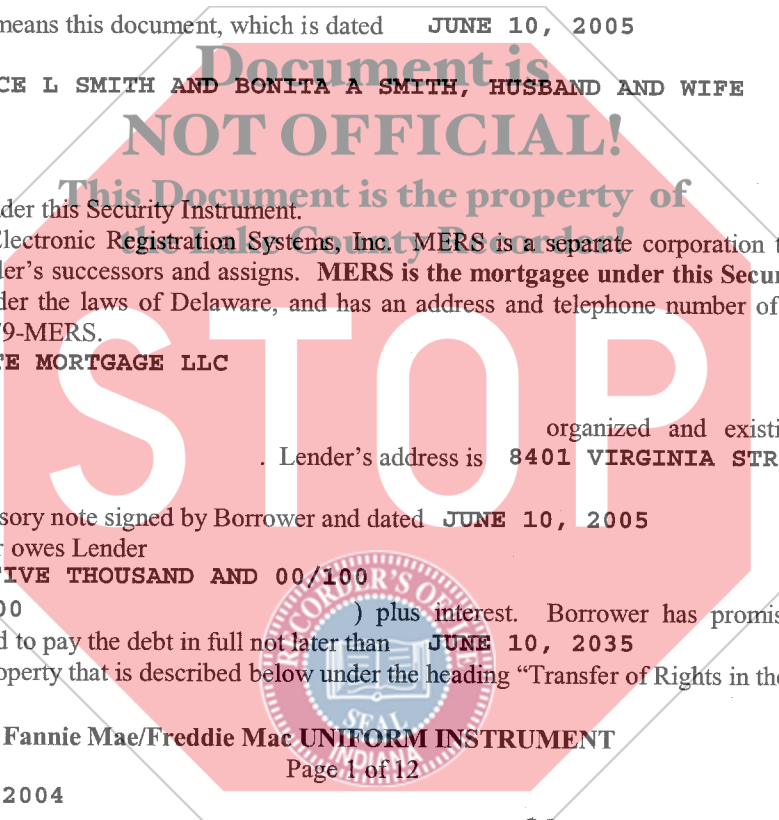 means this document, which is dated JUNE 10, 2005
Document is
CE L SMITH AND BONITA A SMITH, HUSBAND AND WIFE
NOT OFFICIAL!
This Document is the property of
der this Security Instrument.
the Lake County Recorder!
Electronic Registration Systems, Inc. MERS is a separate corporation t
der's successors and assigns. MERS is the mortgagee under this Secur
der the laws of Delaware, and has an address and telephone number of
79-MERS.
TE MORTGAGE LLC
STOP
organized and existi
. Lender's address is 8401 VIRGINIA STR
sory note signed by Borrower and dated JUNE 10, 2005
r owes Lender
FIVE THOUSAND AND 00/100
00 ) plus interest. Borrower has promis
d to pay the debt in full not later than JUNE 10, 2035
operty that is described below under the heading “Transfer of Rights in the
RECORDER'S OFFICE
SEAL
INDIANA
Fannie Mae/Freddie Mac UNIFORM INSTRUMENT
Page 1 of 12
2004